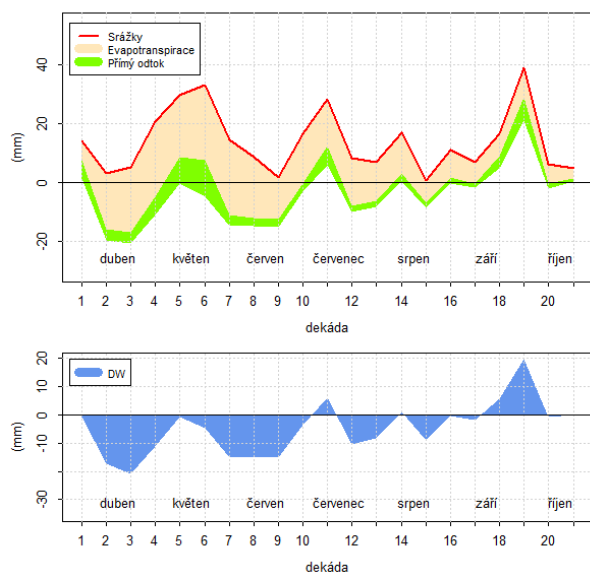 Srážky
Evapotranspirace
Přímý odtok
(mm)
40
20
0
-20
duben květen červen červenec srpen září říjen
1 2 3 4 5 6 7 8 9 10 12 14 16 18 20
dekáda
DW
(mm)
20
10
0
-10
-30
duben květen červen červenec srpen září říjen
1 2 3 4 5 6 7 8 9 10 12 14 16 18 20
dekáda